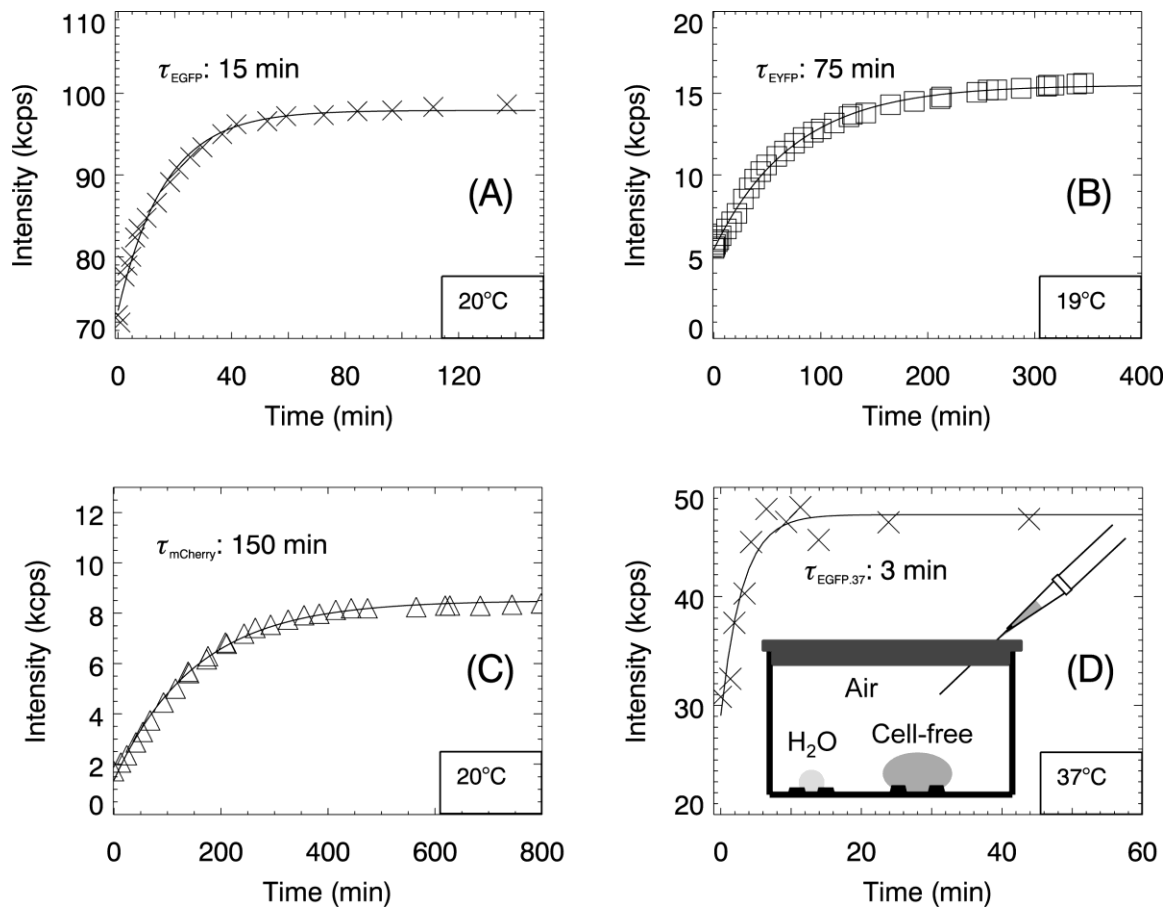 110
100
90
80
70
Intensity (kcps)
τEGFP: 15 min
(A)
20°C
0 40 80 120
Time (min)
20
15
10
5
0
Intensity (kcps)
τEYFP: 75 min
(B)
19°C
0 100 200 300 400
Time (min)
12
10
8
6
4
2
0
Intensity (kcps)
τmCherry: 150 min
(C)
20°C
0 200 400 600 800
Time (min)
50
40
30
20
Intensity (kcps)
τEGFP.37: 3 min
(D)
Air
H2O
Cell-free
37°C
0 20 40 60
Time (min)